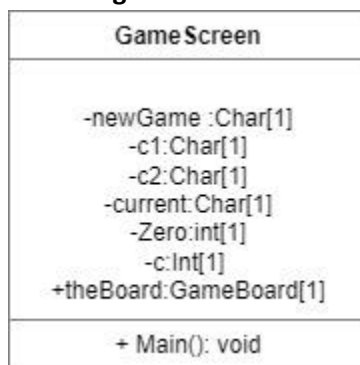 GameScreen
-newGame :Char[1]
-c1:Char[1]
-c2:Char[1]
-current:Char[1]
-Zero:int[1]
-c:Int[1]
+theBoard:GameBoard[1]
+ Main(): void